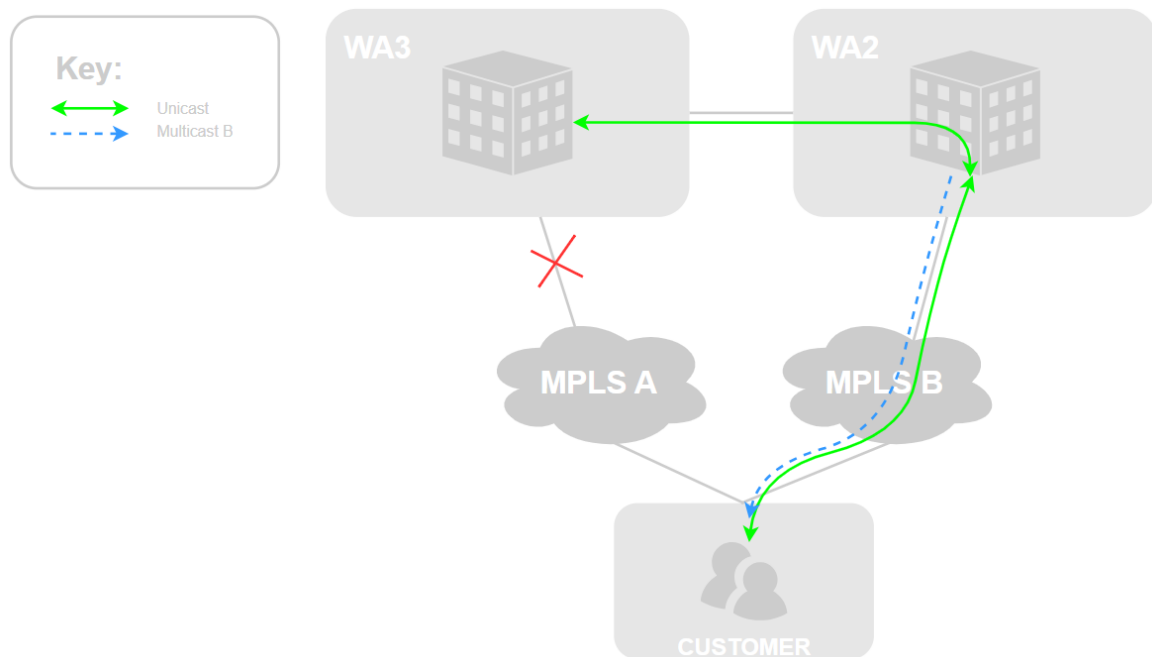 Key:
Unicast
Multicast B
WA3
WA2
MPLS A
MPLS B
CUSTOMER